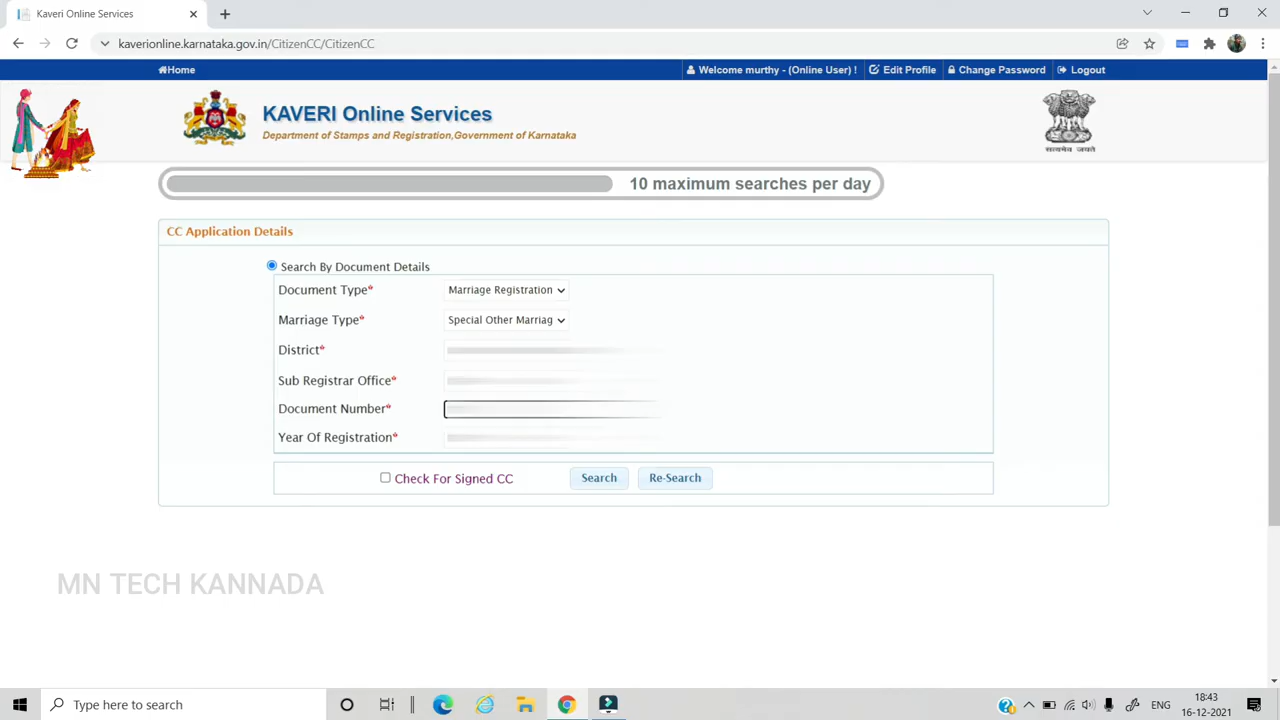 Kaveri Online Services
kaverionline.karnataka.gov.in/CitizenCC/CitizenCC
Home
Welcome murthy - (Online User) !
Edit Profile
Change Password
Logout
KAVERI Online Services
Department of Stamps and Registration,Government of Karnataka
सत्यमेव जयते
10 maximum searches per day
CC Application Details
Search By Document Details
Document Type* Marriage Registration
Marriage Type* Special Other Marriag
District*
Sub Registrar Office*
Document Number*
Year Of Registration*
Check For Signed CC Search Re-Search
MN TECH KANNADA
Type here to search
ENG
18:43
16-12-2021